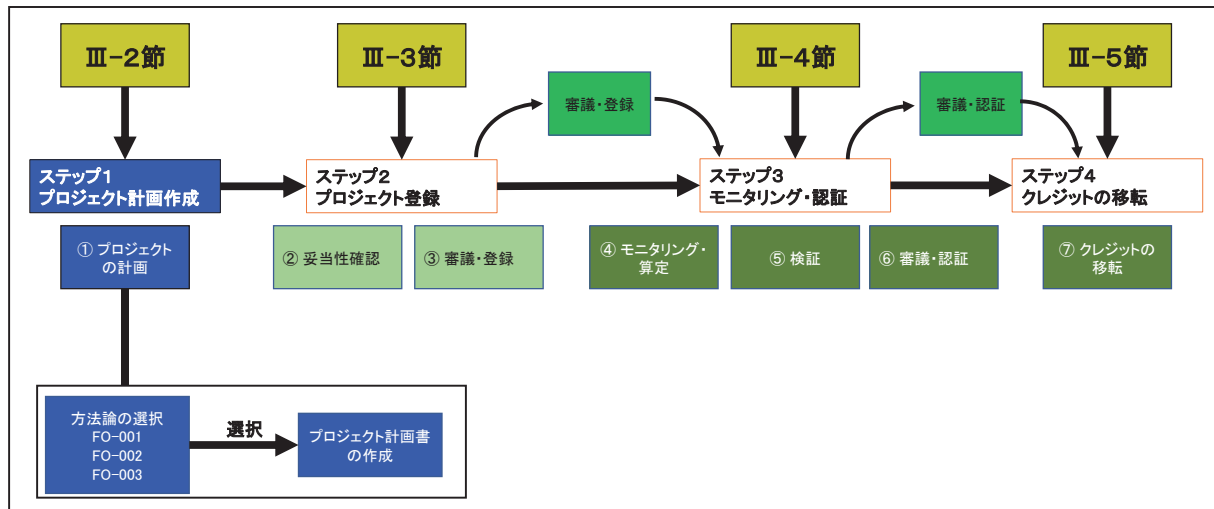 Ⅲ-2節
Ⅲ-3節
Ⅲ-4節
Ⅲ-5節
審議・登録
審議・認証
ステップ1
プロジェクト計画作成
ステップ2
プロジェクト登録
ステップ3
モニタリング・認証
ステップ4
クレジットの移転
① プロジェクト
の計画
② 妥当性確認
③ 審議・登録
④ モニタリング・
算定
⑤ 検証
⑥ 審議・認証
⑦ クレジットの
移転
方法論の選択
FO-001
FO-002
FO-003
選択
プロジェクト計画書
の作成